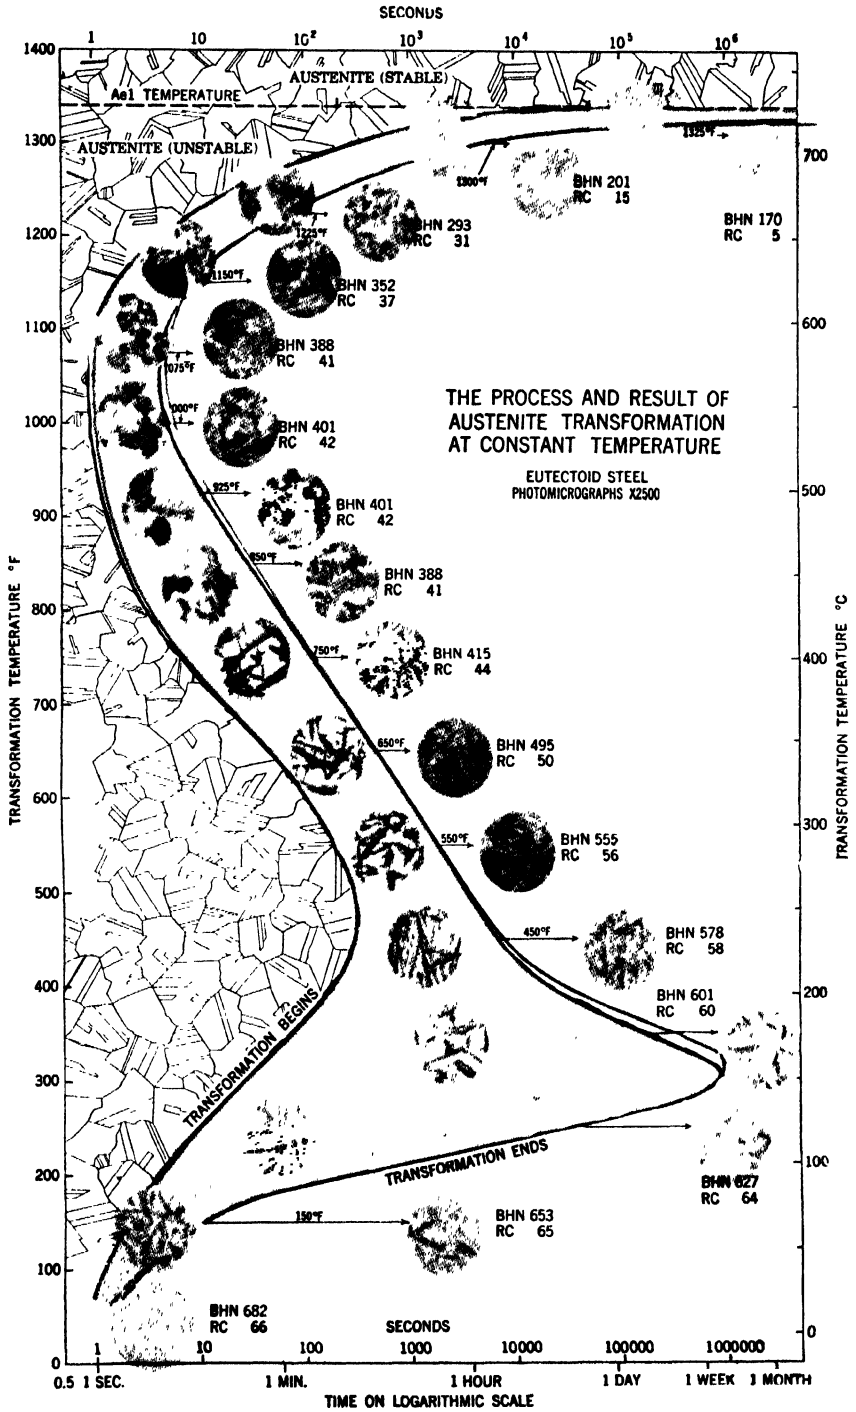 SECONDS
1 10 10² 10³ 10⁴ 10⁵ 10⁶
1400
AUSTENITE (STABLE)
Ae1 TEMPERATURE
1300
AUSTENITE (UNSTABLE)
1325°F
700
1300°F
BHN 201
RC 15
BHN 170
RC 5
1200
1225°F
BHN 293
RC 31
1150°F
BHN 352
RC 37
1100
600
BHN 388
RC 41
075°F
THE PROCESS AND RESULT OF
AUSTENITE TRANSFORMATION
AT CONSTANT TEMPERATURE
EUTECTOID STEEL
PHOTOMICROGRAPHS X2500
000°F
1000
BHN 401
RC 42
925°F
500
900
BHN 401
RC 42
850°F
BHN 388
RC 41
800
TRANSFORMATION TEMPERATURE °F
TRANSFORMATION TEMPERATURE °C
750°F
BHN 415
RC 44
400
700
650°F
BHN 495
RC 50
600
300
550°F
BHN 555
RC 56
500
450°F
BHN 578
RC 58
400
200
BHN 601
RC 60
TRANSFORMATION BEGINS
300
200
100
TRANSFORMATION ENDS
BHN 627
RC 64
150°F
BHN 653
RC 65
100
BHN 682
RC 66
SECONDS
0
1 10 100 1000 10000 100000 1000000
0
0.5 1 SEC. 1 MIN. 1 HOUR 1 DAY 1 WEEK 1 MONTH
TIME ON LOGARITHMIC SCALE